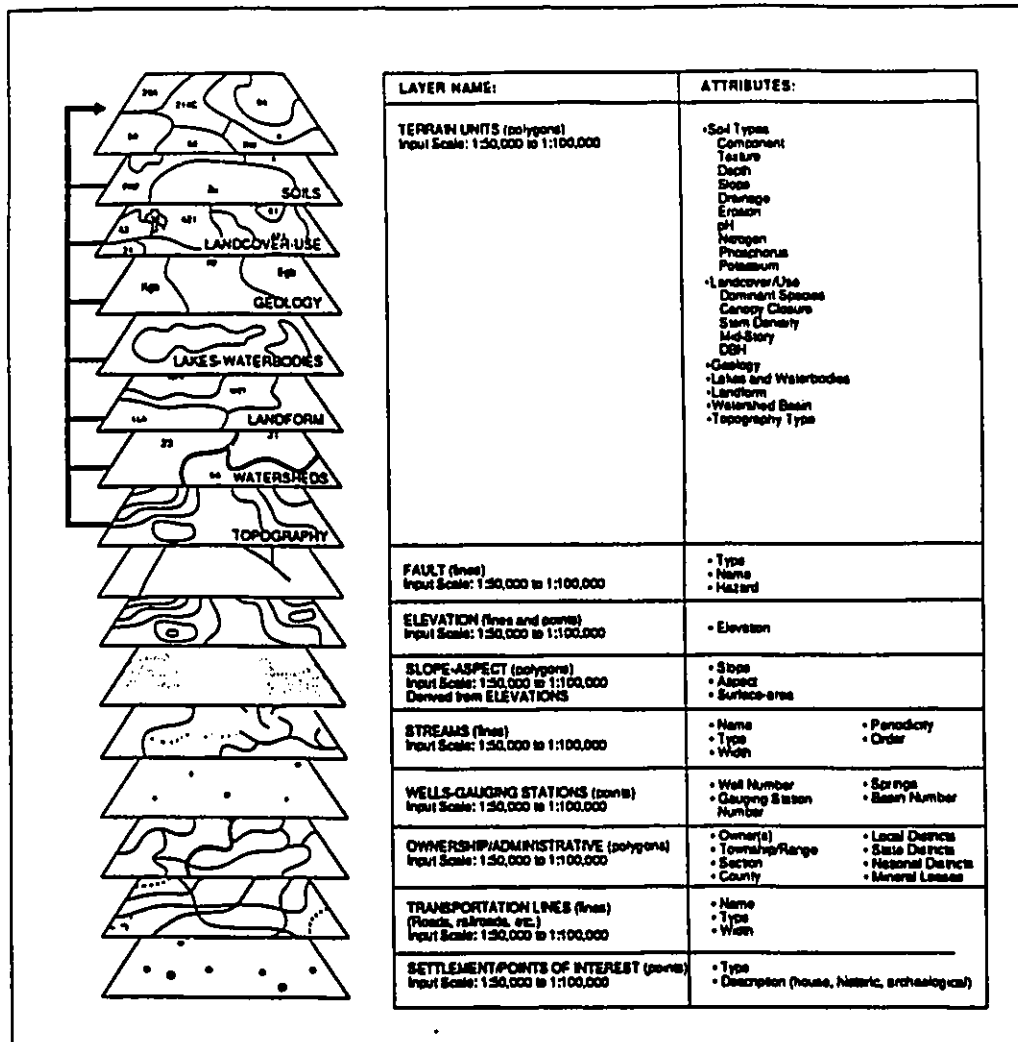 SOILS
LANDCOVER-USE
GEOLOGY
LAKES-WATERBODIES
LANDFORM
WATERSHEDS
TOPOGRAPHY
LAYER NAME:
ATTRIBUTES:
TERRAIN UNITS (polygons)
Input Scale: 1:50,000 to 1:100,000
•Soil Types
Component
Texture
Depth
Slope
Drainage
Erosion
pH
Nitrogen
Phosphorus
Potassium
•Landcover/Use
Dominant Species
Canopy Closure
Stem Density
Mid-Story
DBH
•Geology
•Lakes and Waterbodies
•Landform
•Watershed Basin
•Topography Type
FAULT (lines)
Input Scale: 1:50,000 to 1:100,000
• Type
• Name
• Hazard
ELEVATION (lines and points)
Input Scale: 1:50,000 to 1:100,000
• Elevation
SLOPE-ASPECT (polygons)
Input Scale: 1:50,000 to 1:100,000
Derived from ELEVATIONS
• Slope
• Aspect
• Surface-area
STREAMS (lines)
Input Scale: 1:50,000 to 1:100,000
• Name
• Type
• Width
• Periodicity
• Order
WELLS-GAUGING STATIONS (points)
Input Scale: 1:50,000 to 1:100,000
• Well Number
• Gauging Station
Number
• Springs
• Basin Number
OWNERSHIP/ADMINISTRATIVE (polygons)
Input Scale: 1:50,000 to 1:100,000
• Owner(s)
• Township/Range
• Section
• County
• Local Districts
• State Districts
• National Districts
• Mineral Leases
TRANSPORTATION LINES (lines)
(Roads, railroads, etc.)
Input Scale: 1:50,000 to 1:100,000
• Name
• Type
• Width
SETTLEMENT/POINTS OF INTEREST (points)
Input Scale: 1:50,000 to 1:100,000
• Type
• Description (house, historic, archeological)